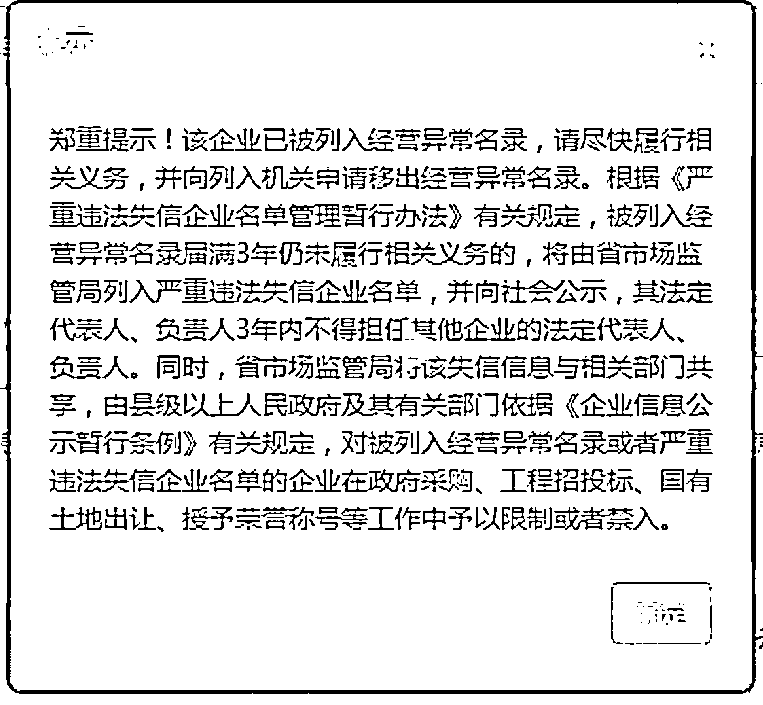 郑重提示！该企业已被列入经营异常名录，请尽快履行相
关义务，并向列入机关申请移出经营异常名录。根据《严
重违法失信企业名单管理暂行办法》有关规定，被列入经
营异常名录届满3年仍未履行相关义务的，将由省市场监
管局列入严重违法失信企业名单，并向社会公示，其法定
代表人、负责人3年内不得担任其他企业的法定代表人、
负责人。同时，省市场监管局将该失信信息与相关部门共
享，由县级以上人民政府及其有关部门依据《企业信息公
示暂行条例》有关规定，对被列入经营异常名录或者严重
违法失信企业名单的企业在政府采购、工程招投标、国有
土地出让、授予荣誉称号等工作中予以限制或者禁入。